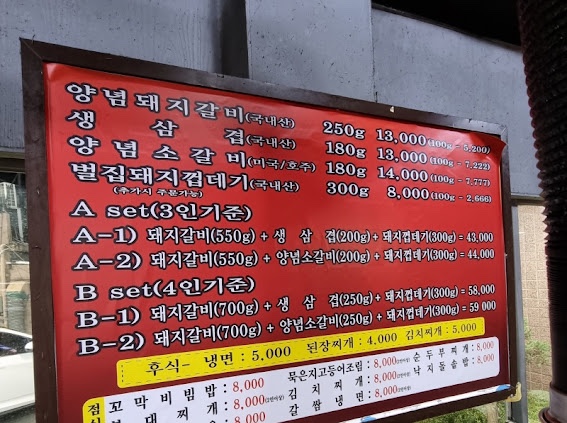 양념돼지갈비(국내산) 250g 13,000(100g - 5,200)
생 삼 겹(국내산) 180g 13,000(100g - 7,222)
양념소갈비(미국/호주) 180g 14,000(100g - 7,777)
벌집돼지껍데기(국내산) 300g 8,000(100g - 2,666)
(추가시 주문가능)
A set(3인기준)
A-1) 돼지갈비(550g) + 생 삼 겹(200g) + 돼지껍데기(300g) = 43,000
A-2) 돼지갈비(550g) + 양념소갈비(200g) + 돼지껍데기(300g) = 44,000
B set(4인기준)
B-1) 돼지갈비(700g) + 생 삼 겹(250g) + 돼지껍데기(300g) = 58,000
B-2) 돼지갈비(700g) + 양념소갈비(250g) + 돼지껍데기(300g) = 59 000
후식- 냉면 : 5,000 된장찌개 : 4,000 김치찌개 : 5,000
점 꼬막비빔밥 : 8,000 묵은지고등어조림 : 8,000 순두부찌개 : 8,000
대찌개 : 8,000 김치찌개 : 8,000 낙지돌솥밥 : 8,000
8,000 갈쌈냉면 : 8,000